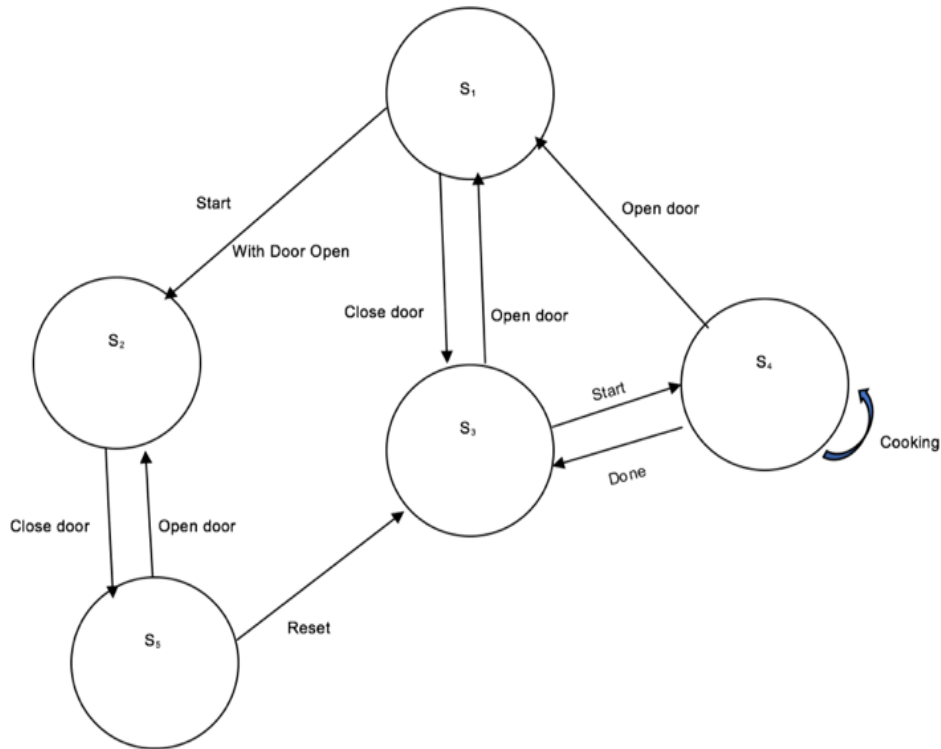 S₁
Start
Open door
With Door Open
Close door
Open door
S₂
S₄
Start
S₃
Cooking
Done
Close door
Open door
Reset
S₅